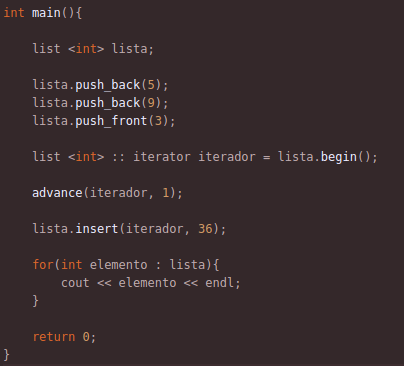 int main(){
list <int> lista;
lista.push_back(5);
lista.push_back(9);
lista.push_front(3);
list <int> :: iterator iterador = lista.begin();
advance(iterador, 1);
lista.insert(iterador, 36);
for(int elemento : lista){
cout << elemento << endl;
}
return 0;
}